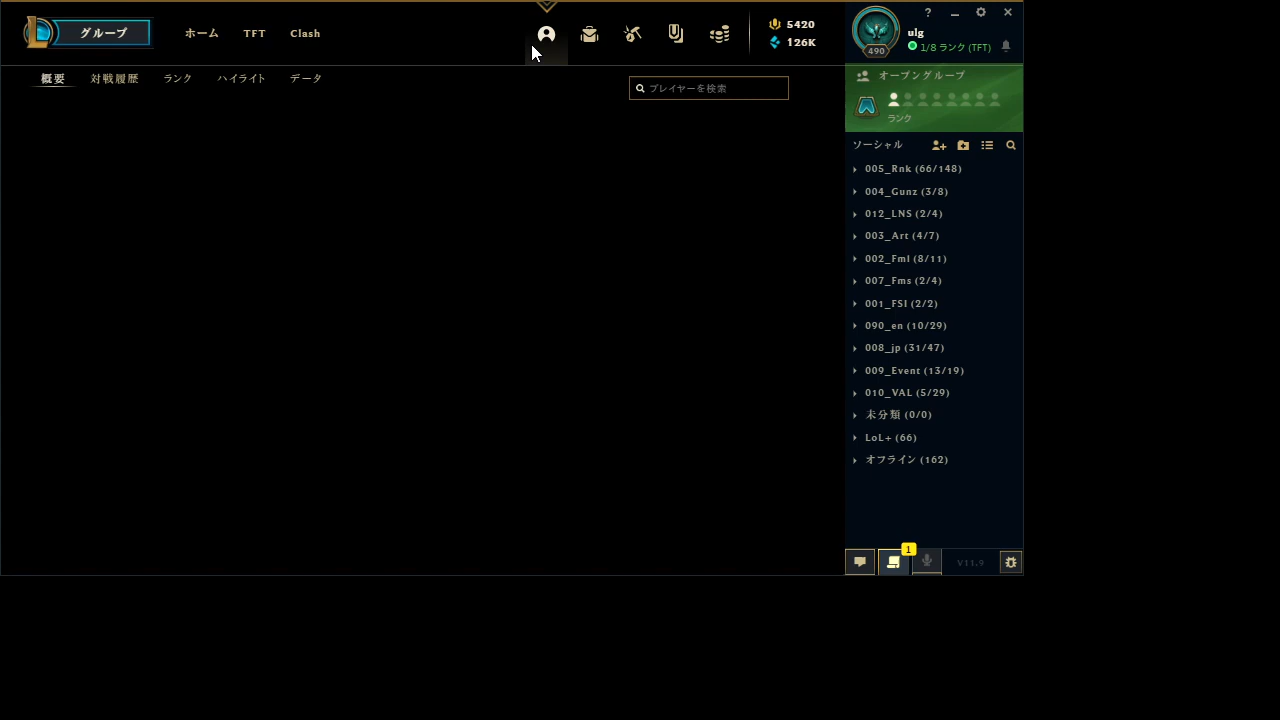 グループ
ホーム
TFT
Clash
5420
126K
490
?
ulg
1/8 ランク (TFT)
概要
対戦履歴
ランク
ハイライト
データ
プレイヤーを検索
オープングループ
ランク
ソーシャル
005_Rnk (66/148)
004_Gunz (3/8)
012_LNS (2/4)
003_Art (4/7)
002_Fml (8/11)
007_Fms (2/4)
001_FSI (2/2)
090_en (10/29)
008_jp (31/47)
009_Event (13/19)
010_VAL (5/29)
未分類 (0/0)
LoL+ (66)
オフライン (162)
1
V11.9